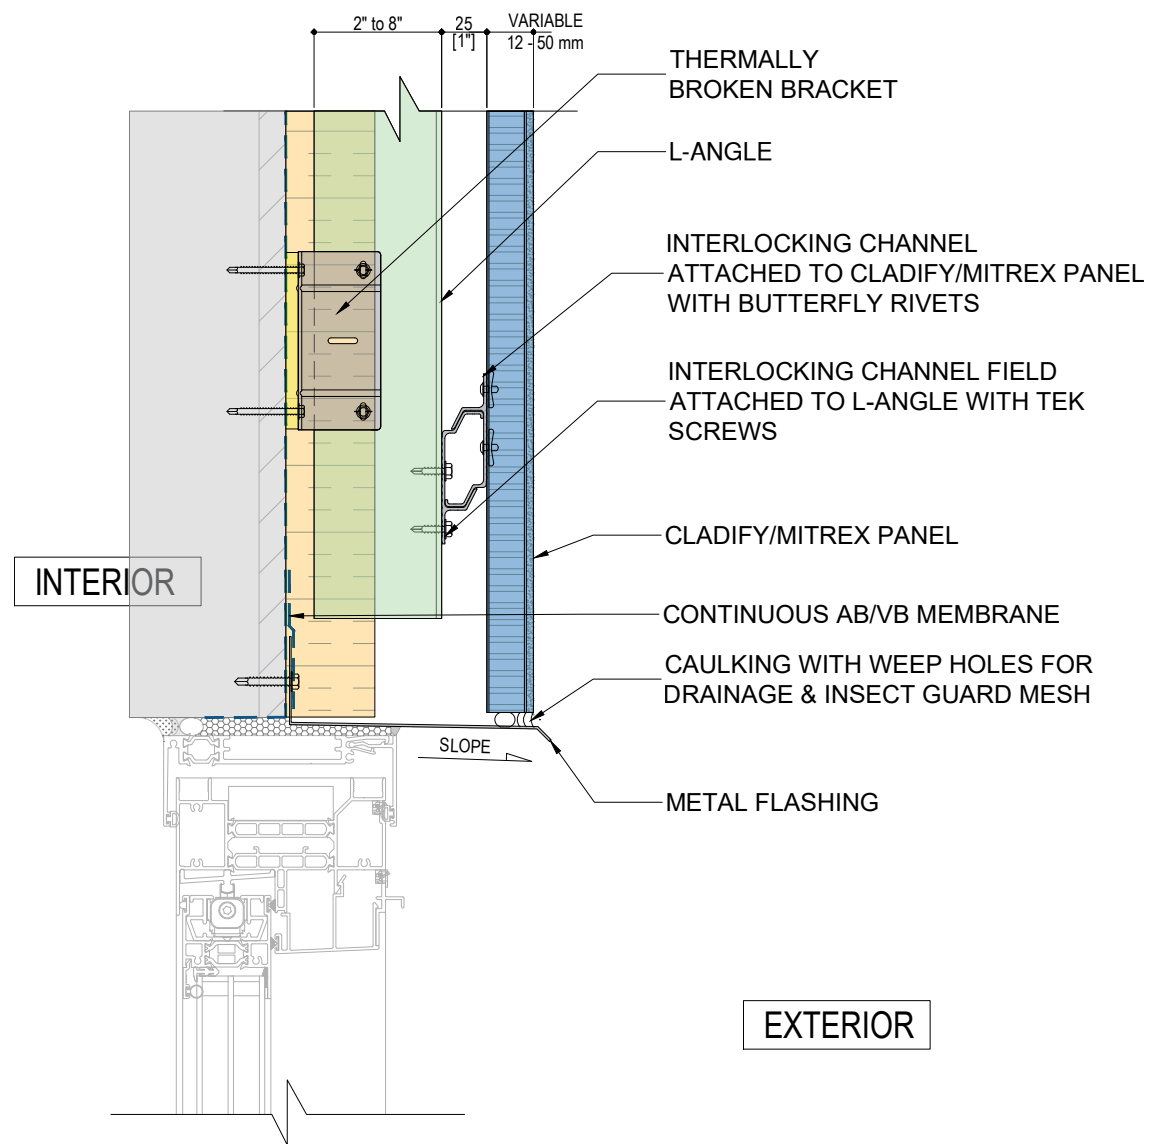 2" to 8"
25
[1"]
VARIABLE
12 - 50 mm
THERMALLY
BROKEN BRACKET
L-ANGLE
INTERLOCKING CHANNEL
ATTACHED TO CLADIFY/MITREX PANEL
WITH BUTTERFLY RIVETS
INTERLOCKING CHANNEL FIELD
ATTACHED TO L-ANGLE WITH TEK
SCREWS
CLADIFY/MITREX PANEL
INTERIOR
CONTINUOUS AB/VB MEMBRANE
CAULKING WITH WEEP HOLES FOR
DRAINAGE & INSECT GUARD MESH
SLOPE
METAL FLASHING
EXTERIOR